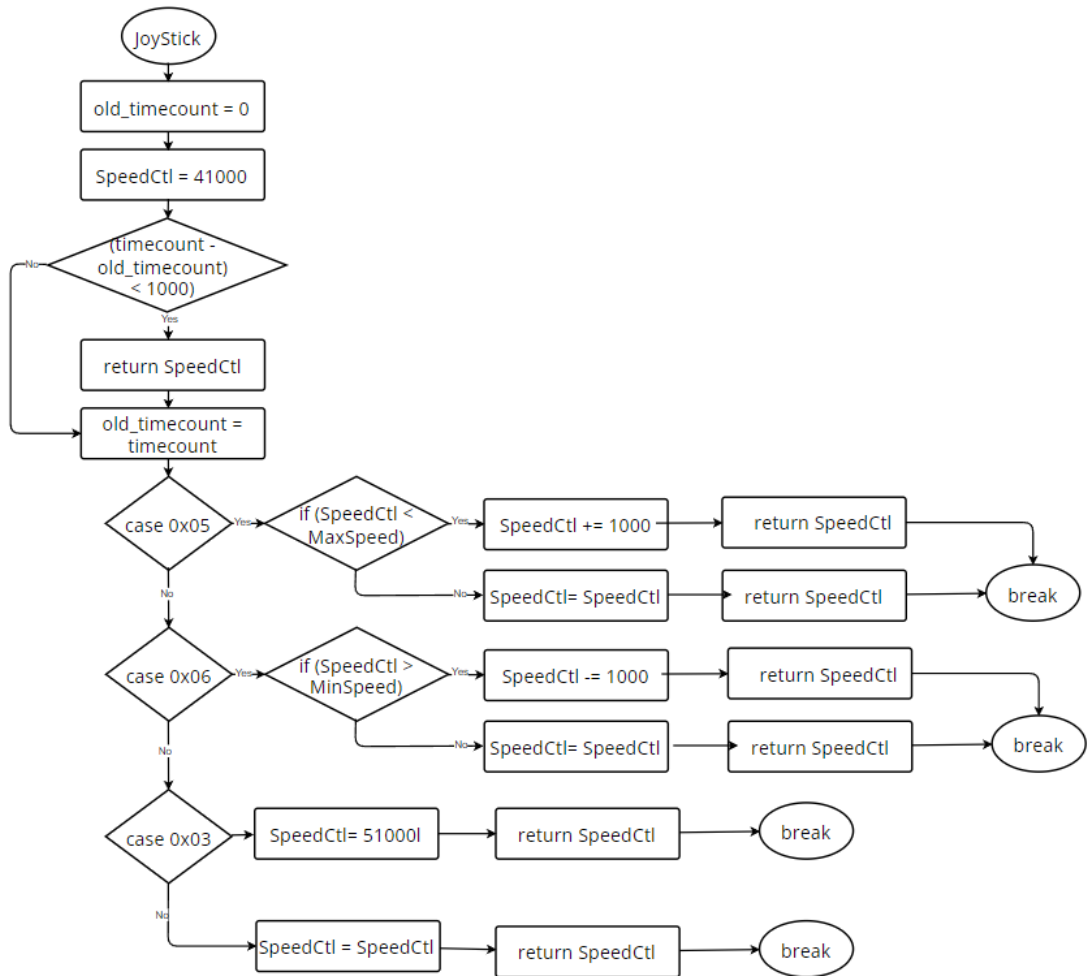 JoyStick
old_timecount = 0
SpeedCtl = 41000
(timecount -
old_timecount)
< 1000)
No
Yes
return SpeedCtl
old_timecount =
timecount
case 0x05
Yes
if (SpeedCtl <
MaxSpeed)
Yes
SpeedCtl += 1000
return SpeedCtl
No
SpeedCtl= SpeedCtl
return SpeedCtl
break
No
case 0x06
Yes
if (SpeedCtl >
MinSpeed)
Yes
SpeedCtl -= 1000
return SpeedCtl
No
SpeedCtl= SpeedCtl
return SpeedCtl
break
No
case 0x03
SpeedCtl= 51000l
return SpeedCtl
break
No
SpeedCtl = SpeedCtl
return SpeedCtl
break